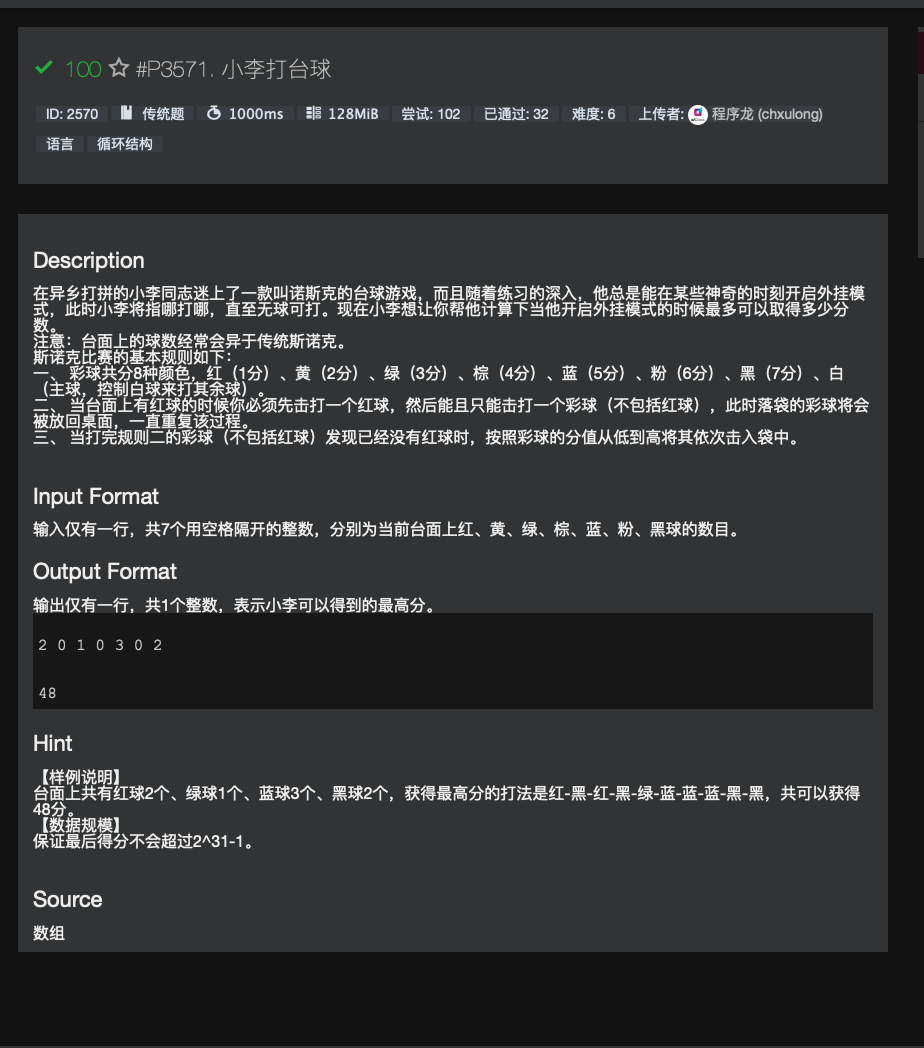 100 #P3571. 小李打台球
ID: 2570 传统题 1000ms 128MiB 尝试: 102 已通过: 32 难度: 6 上传者: 程序龙 (chxulong)
语言 循环结构
Description
在异乡打拼的小李同志迷上了一款叫诺斯克的台球游戏，而且随着练习的深入，他总是能在某些神奇的时刻开启外挂模
式，此时小李将指哪打哪，直至无球可打。现在小李想让你帮他计算下当他开启外挂模式的时候最多可以取得多少分
数。
注意：台面上的球数经常会异于传统斯诺克。
斯诺克比赛的基本规则如下：
一、 彩球共分8种颜色，红（1分）、黄（2分）、绿（3分）、棕（4分）、蓝（5分）、粉（6分）、黑（7分）、白
（主球，控制白球来打其余球）。
二、 当台面上有红球的时候你必须先击打一个红球，然后能且只能击打一个彩球（不包括红球），此时落袋的彩球将会
被放回桌面，一直重复该过程。
三、 当打完规则二的彩球（不包括红球）发现已经没有红球时，按照彩球的分值从低到高将其依次击入袋中。
Input Format
输入仅有一行，共7个用空格隔开的整数，分别为当前台面上红、黄、绿、棕、蓝、粉、黑球的数目。
Output Format
输出仅有一行，共1个整数，表示小李可以得到的最高分。
2 0 1 0 3 0 2
48
Hint
【样例说明】
台面上共有红球2个、绿球1个、蓝球3个、黑球2个，获得最高分的打法是红-黑-红-黑-绿-蓝-蓝-蓝-黑-黑，共可以获得
48分。
【数据规模】
保证最后得分不会超过2^31-1。
Source
数组